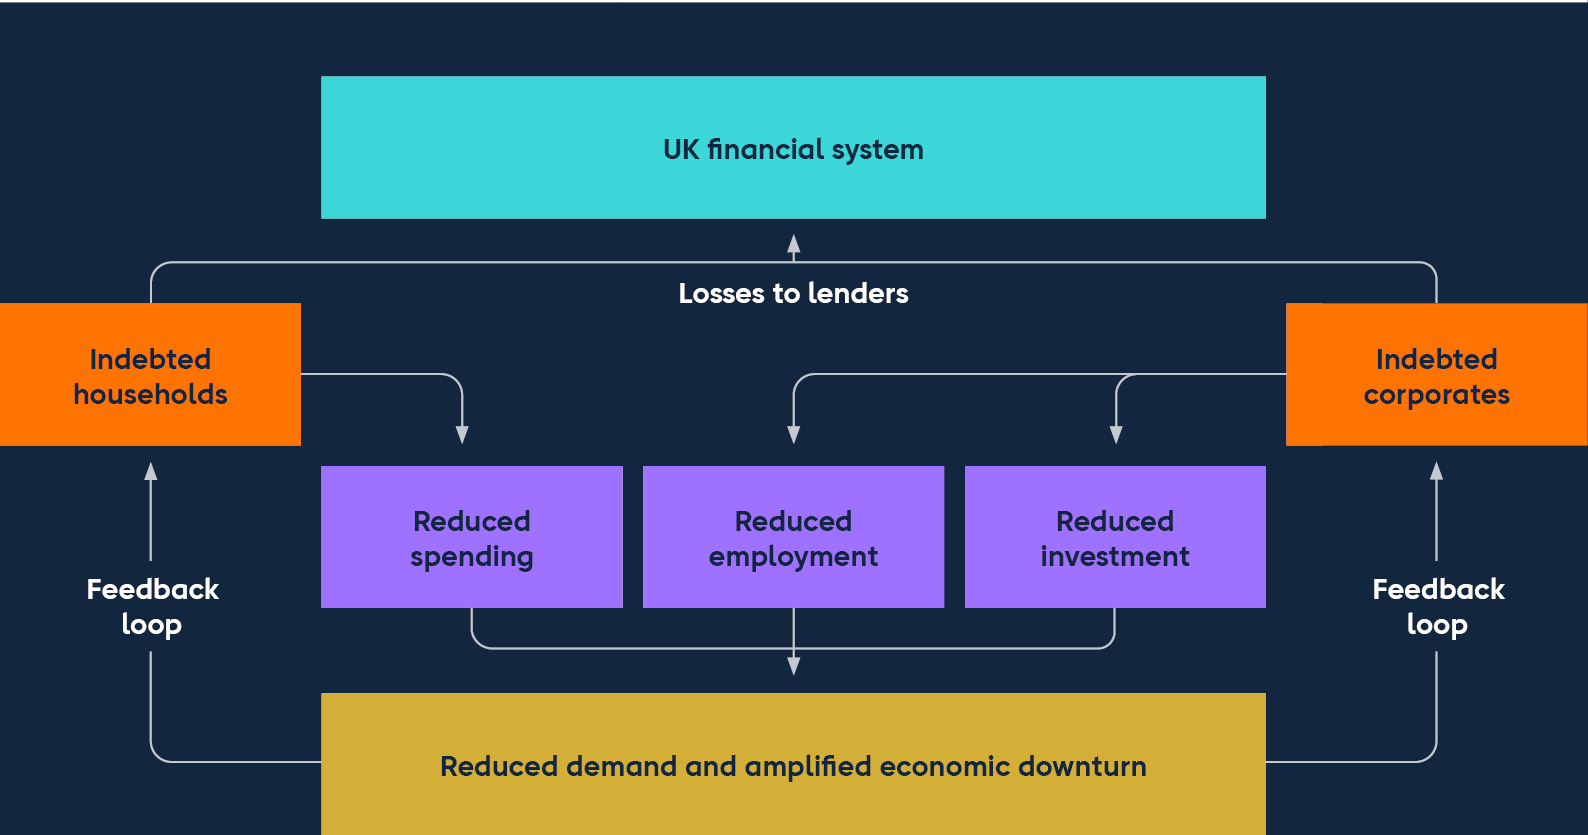 UK financial system
Losses to lenders
Indebted
households
Indebted
corporates
Reduced
spending
Reduced
employment
Reduced
investment
Feedback
loop
Feedback
loop
Reduced demand and amplified economic downturn